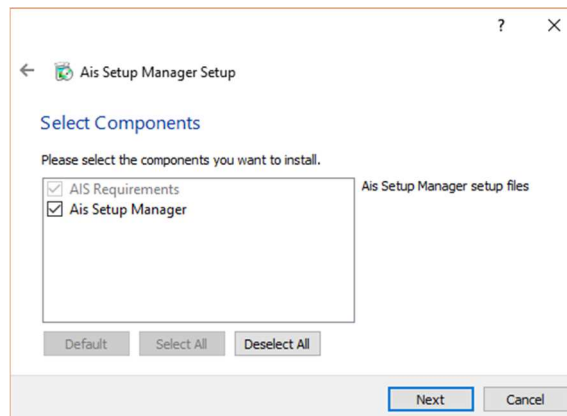 ?
Ais Setup Manager Setup
Select Components
Please select the components you want to install.
AIS Requirements
Ais Setup Manager
Ais Setup Manager setup files
Default Select All Deselect All
Next Cancel